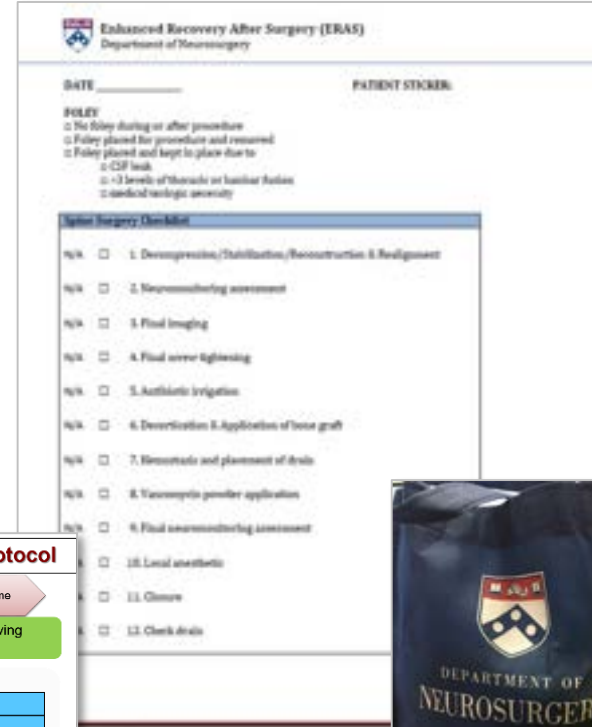 Enhanced Recovery After Surgery (ERAS)
Department of Neurosurgery
DATE
PATIENT STICKER:
FOLEY
□ No foley during or after procedure
□ Foley placed for procedure and removed
□ Foley placed and kept in place due to
□ CSF leak
□ >3 levels of thoracic or lumbar fusion
□ medical/urologic necessity
Spine Surgery Checklist
N/A □ 1. Decompression/Stabilization/Reconstruction & Realignment
N/A □ 2. Neuromonitoring assessment
N/A □ 3. Final imaging
N/A □ 4. Final screw tightening
N/A □ 5. Antibiotic irrigation
N/A □ 6. Decortication & Application of bone graft
N/A □ 7. Hemostasis and placement of drain
N/A □ 8. Vancomycin powder application
N/A □ 9. Final neuromonitoring assessment
□ 10. Local anesthetic
□ 11. Closure
□ 12. Check drain
otocol
me
ving
DEPARTMENT OF
NEUROSURGER